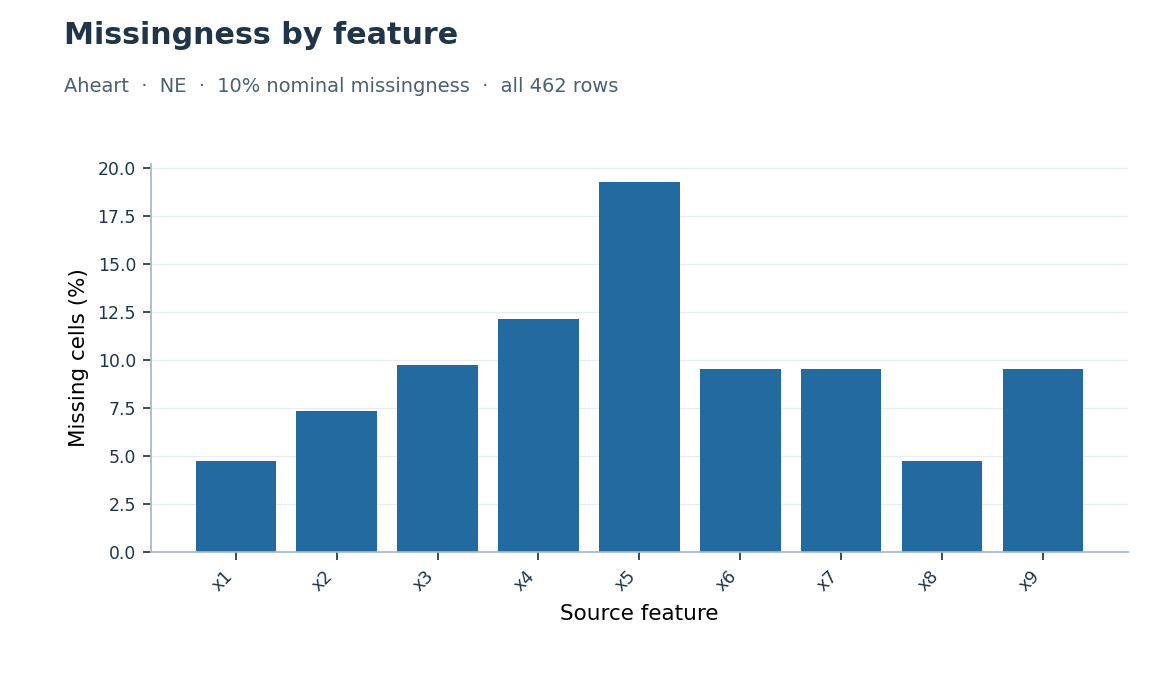 Missingness by feature
Aheart · NE · 10% nominal missingness · all 462 rows
20.0
17.5
15.0
12.5
10.0
7.5
5.0
2.5
0.0
Missing cells (%)
x1 x2 x3 x4 x5 x6 x7 x8 x9
Source feature